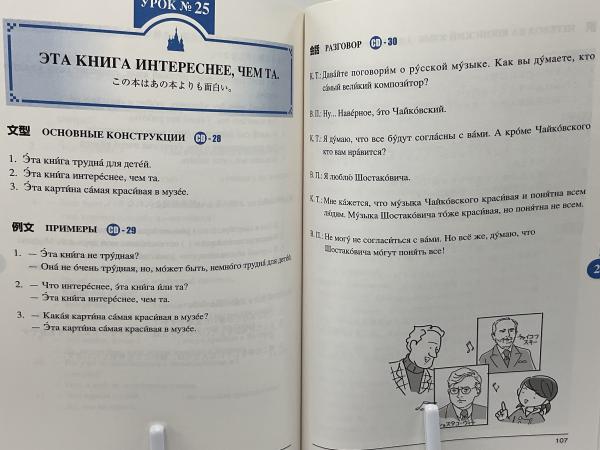 УРОК № 25
ЭТА КНИГА ИНТЕРЕСНЕЕ, ЧЕМ ТА.
この本はあの本よりも面白い。
文型 ОСНОВНЫЕ КОНСТРУКЦИИ CD-28
1. Э́та кни́га трудна́ для дете́й.
2. Э́та кни́га интере́снее, чем та.
3. Э́та карти́на са́мая краси́вая в музе́е.
例文 ПРИМЕРЫ CD-29
1. — Э́та кни́га не тру́дная?
— Она́ не о́чень тру́дная, но, мо́жет быть, немно́го трудна́ для дете́й.
2. — Что интере́снее, э́та кни́га и́ли та?
— Э́та кни́га интере́снее, чем та.
3. — Кака́я карти́на са́мая краси́вая в музе́е?
— Э́та карти́на са́мая краси́вая в музе́е.
会話 РАЗГОВОР CD-30
К. Т.: Дава́йте поговори́м о ру́сской му́зыке. Как вы ду́маете, кто
са́мый вели́кий компози́тор?
В. П.: Ну... Наве́рное, э́то Чайко́вский.
К. Т.: Я ду́маю, что все бу́дут согла́сны с ва́ми. А кро́ме Чайко́вского
кто вам нра́вится?
В. П.: Я люблю́ Шостако́вича.
К. Т.: Мне ка́жется, что му́зыка Чайко́вского краси́вая и поня́тна всем
лю́дям. Му́зыка Шостако́вича то́же краси́вая, но поня́тна не всем.
В. П.: Не могу́ не согласи́ться с ва́ми. Но всё же, ду́маю, что
Шостако́вича мо́гут поня́ть все!
チャイコフ
スキー
107